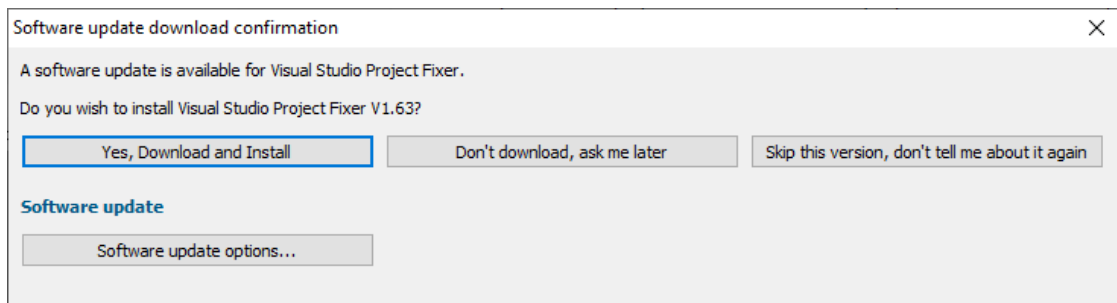 Software update download confirmation
A software update is available for Visual Studio Project Fixer.
Do you wish to install Visual Studio Project Fixer V1.63?
Yes, Download and Install
Don't download, ask me later
Skip this version, don't tell me about it again
Software update
Software update options...